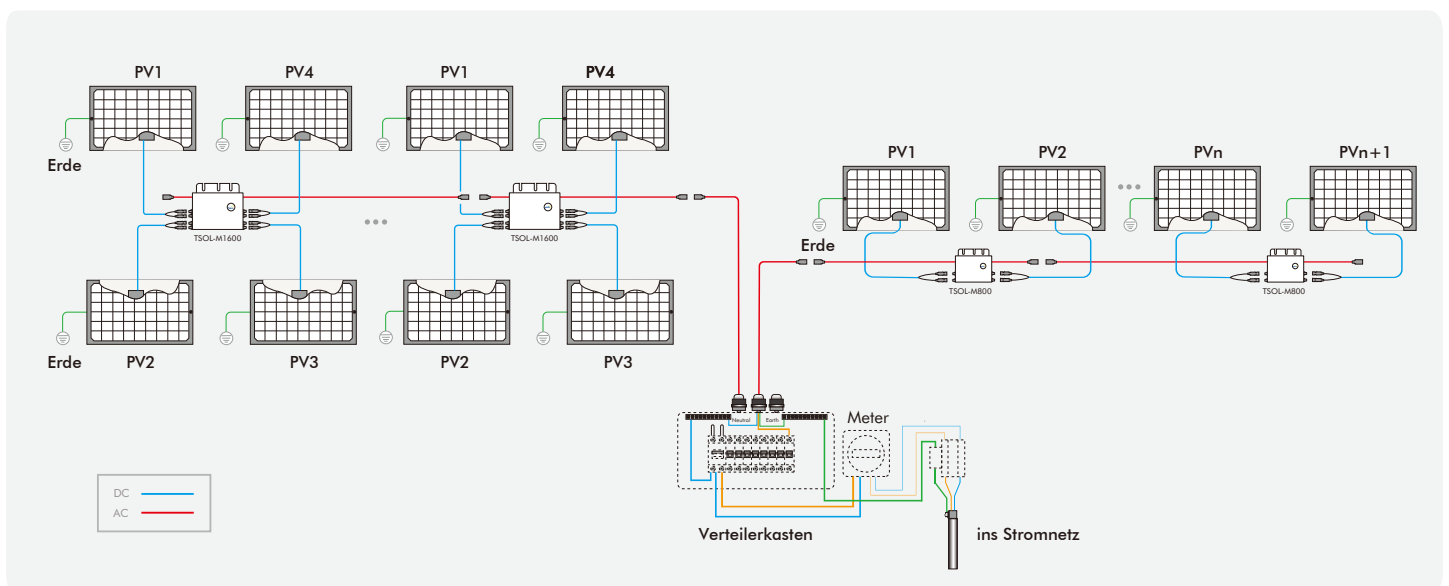 PV1
PV4
PV1
PV4
Erde
TSOL-M1600
TSOL-M1600
Erde
PV2
PV3
PV2
PV3
PV1
PV2
PVn
PVn+1
Erde
TSOL-M800
TSOL-M800
Neutral
Earth
Meter
DC
AC
Verteilerkasten
ins Stromnetz